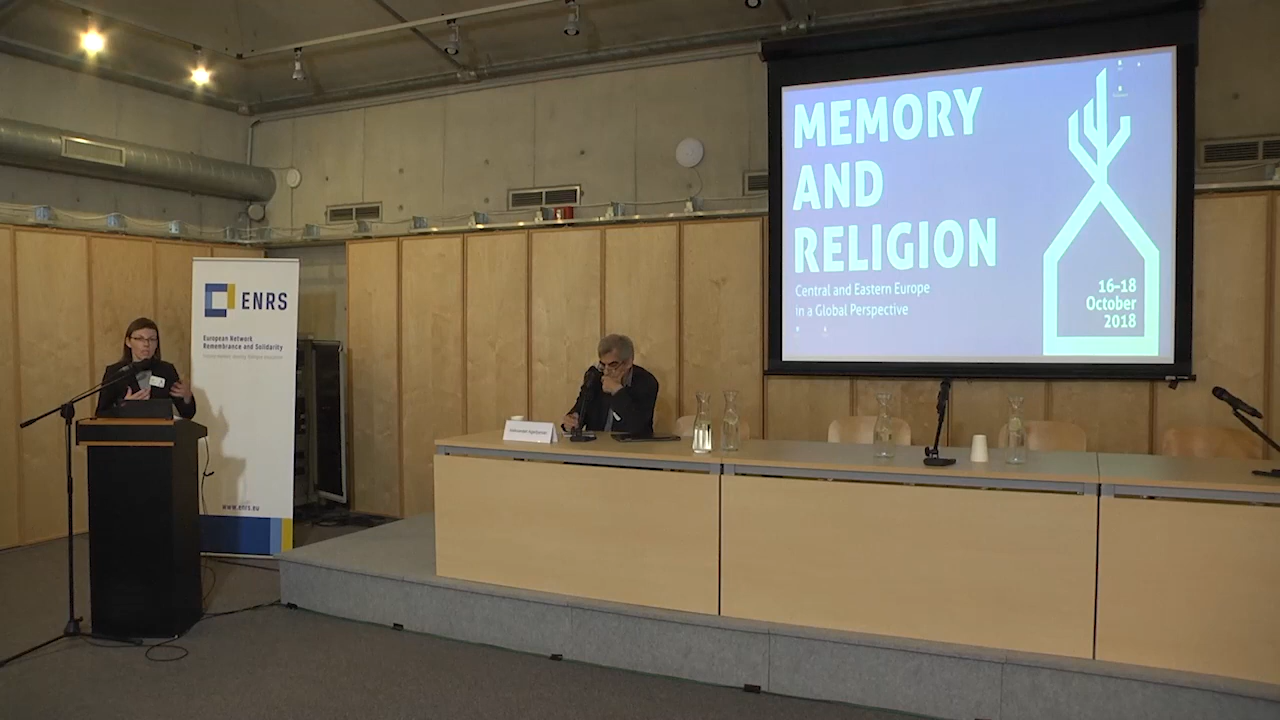 MEMORY
AND
RELIGION
Central and Eastern Europe
in a Global Perspective
16–18
October
2018
ENRS
European Network
Remembrance and Solidarity
www.enrs.eu